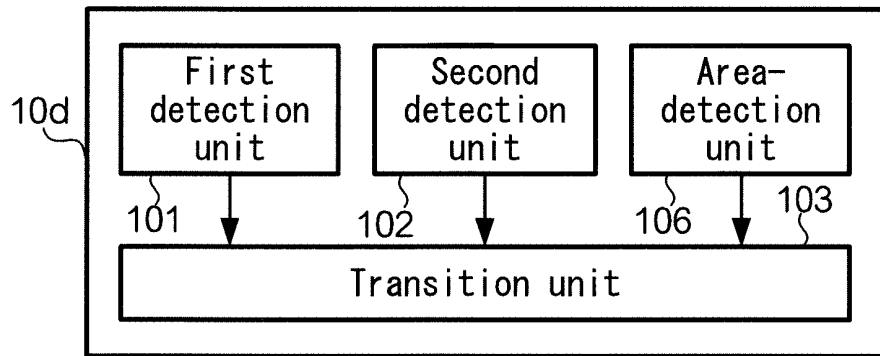 First
detection
unit
Second
detection
unit
Area-
detection
unit
10d
101
102
106
103
Transition unit